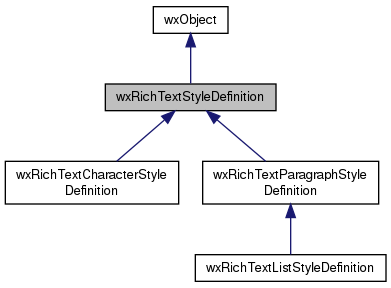 wxObject
wxRichTextStyleDefinition
wxRichTextCharacterStyle
Definition
wxRichTextParagraphStyle
Definition
wxRichTextListStyleDefinition